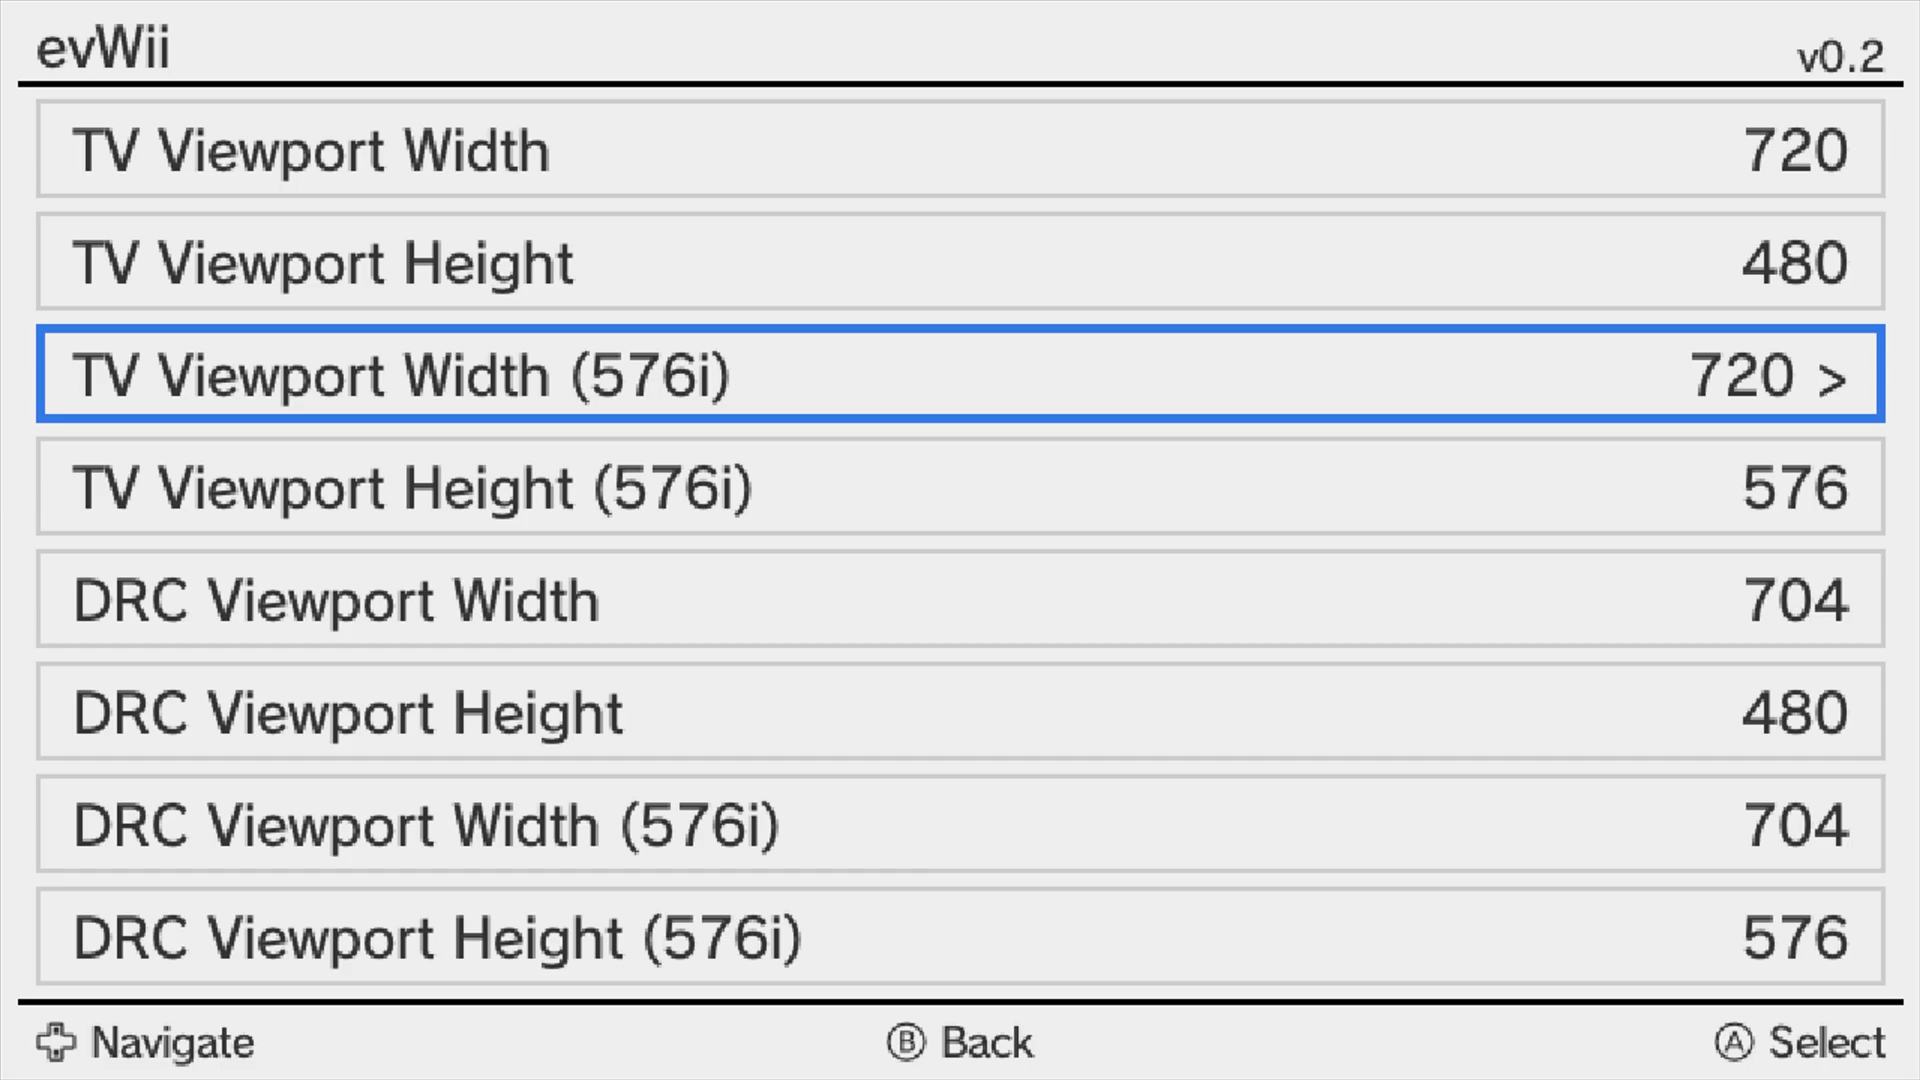 evWii v0.2
TV Viewport Width 720
TV Viewport Height 480
TV Viewport Width (576i) 720 >
TV Viewport Height (576i) 576
DRC Viewport Width 704
DRC Viewport Height 480
DRC Viewport Width (576i) 704
DRC Viewport Height (576i) 576
Navigate Ⓑ Back Ⓐ Select